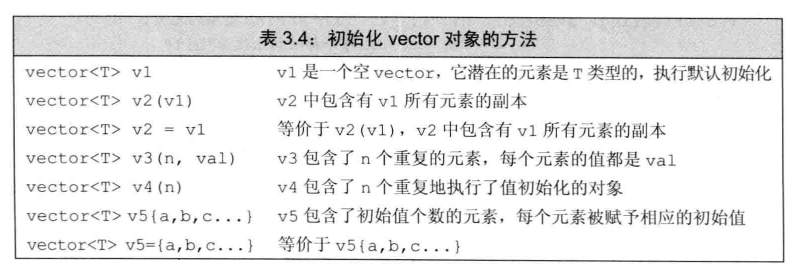 表 3.4：初始化 vector 对象的方法
vector<T> v1 v1 是一个空 vector，它潜在的元素是 T 类型的，执行默认初始化
vector<T> v2(v1) v2 中包含有 v1 所有元素的副本
vector<T> v2 = v1 等价于 v2(v1)，v2 中包含有 v1 所有元素的副本
vector<T> v3(n, val) v3 包含了 n 个重复的元素，每个元素的值都是 val
vector<T> v4(n) v4 包含了 n 个重复地执行了值初始化的对象
vector<T> v5{a,b,c...} v5 包含了初始值个数的元素，每个元素被赋予相应的初始值
vector<T> v5={a,b,c...} 等价于 v5{a,b,c...}